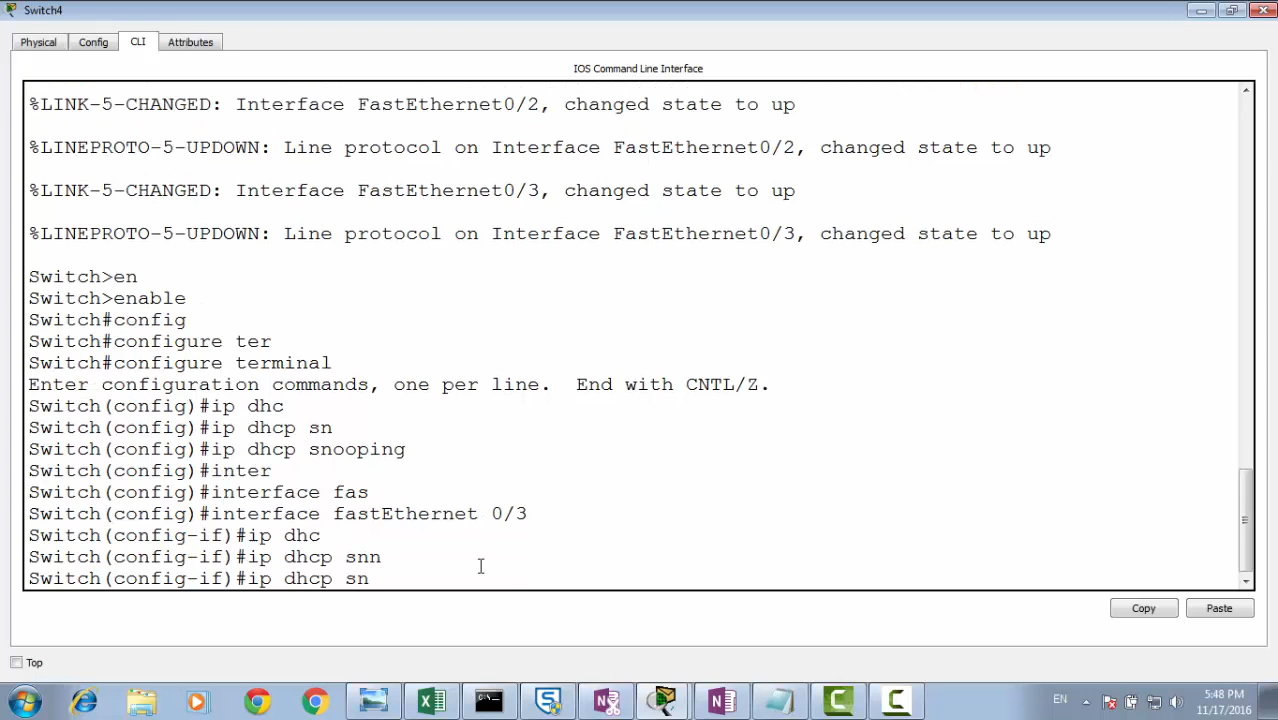 Switch4
Physical Config CLI Attributes
IOS Command Line Interface
%LINK-5-CHANGED: Interface FastEthernet0/2, changed state to up
%LINEPROTO-5-UPDOWN: Line protocol on Interface FastEthernet0/2, changed state to up
%LINK-5-CHANGED: Interface FastEthernet0/3, changed state to up
%LINEPROTO-5-UPDOWN: Line protocol on Interface FastEthernet0/3, changed state to up
Switch>en
Switch>enable
Switch#config
Switch#configure ter
Switch#configure terminal
Enter configuration commands, one per line.  End with CNTL/Z.
Switch(config)#ip dhc
Switch(config)#ip dhcp sn
Switch(config)#ip dhcp snooping
Switch(config)#inter
Switch(config)#interface fas
Switch(config)#interface fastEthernet 0/3
Switch(config-if)#ip dhc
Switch(config-if)#ip dhcp snn
Switch(config-if)#ip dhcp sn
Copy Paste
Top
EN
5:48 PM
11/17/2016